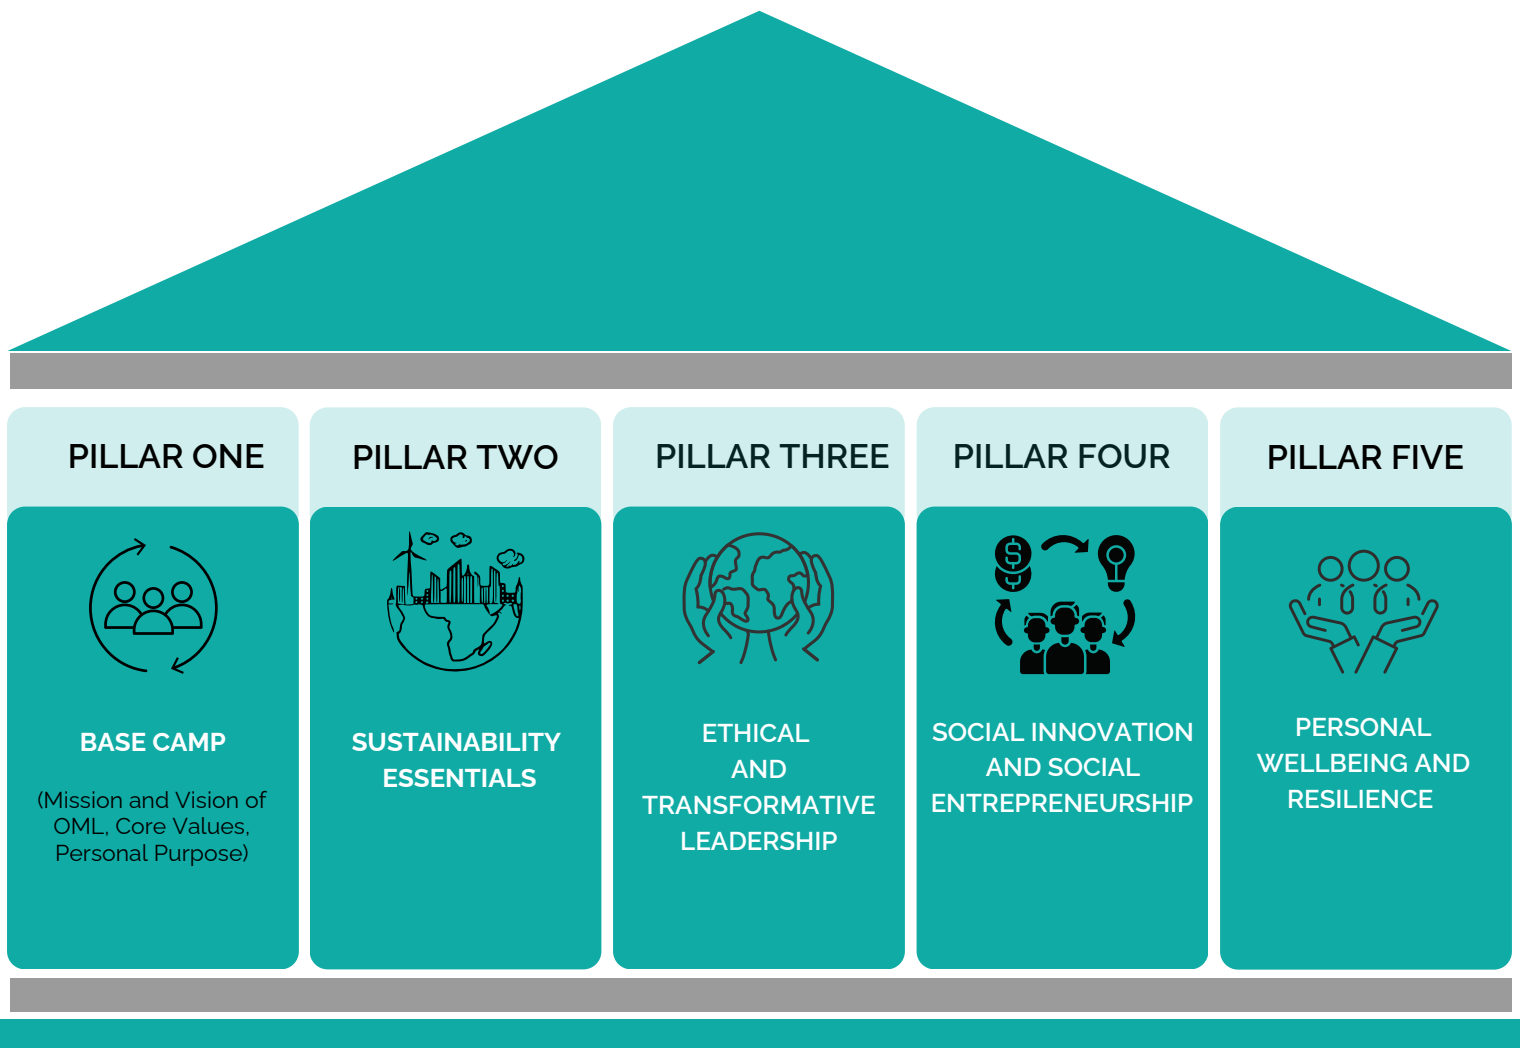 PILLAR ONE
BASE CAMP
(Mission and Vision of
OML, Core Values,
Personal Purpose)
PILLAR TWO
SUSTAINABILITY
ESSENTIALS
PILLAR THREE
ETHICAL
AND
TRANSFORMATIVE
LEADERSHIP
PILLAR FOUR
$
SOCIAL INNOVATION
AND SOCIAL
ENTREPRENEURSHIP
PILLAR FIVE
PERSONAL
WELLBEING AND
RESILIENCE